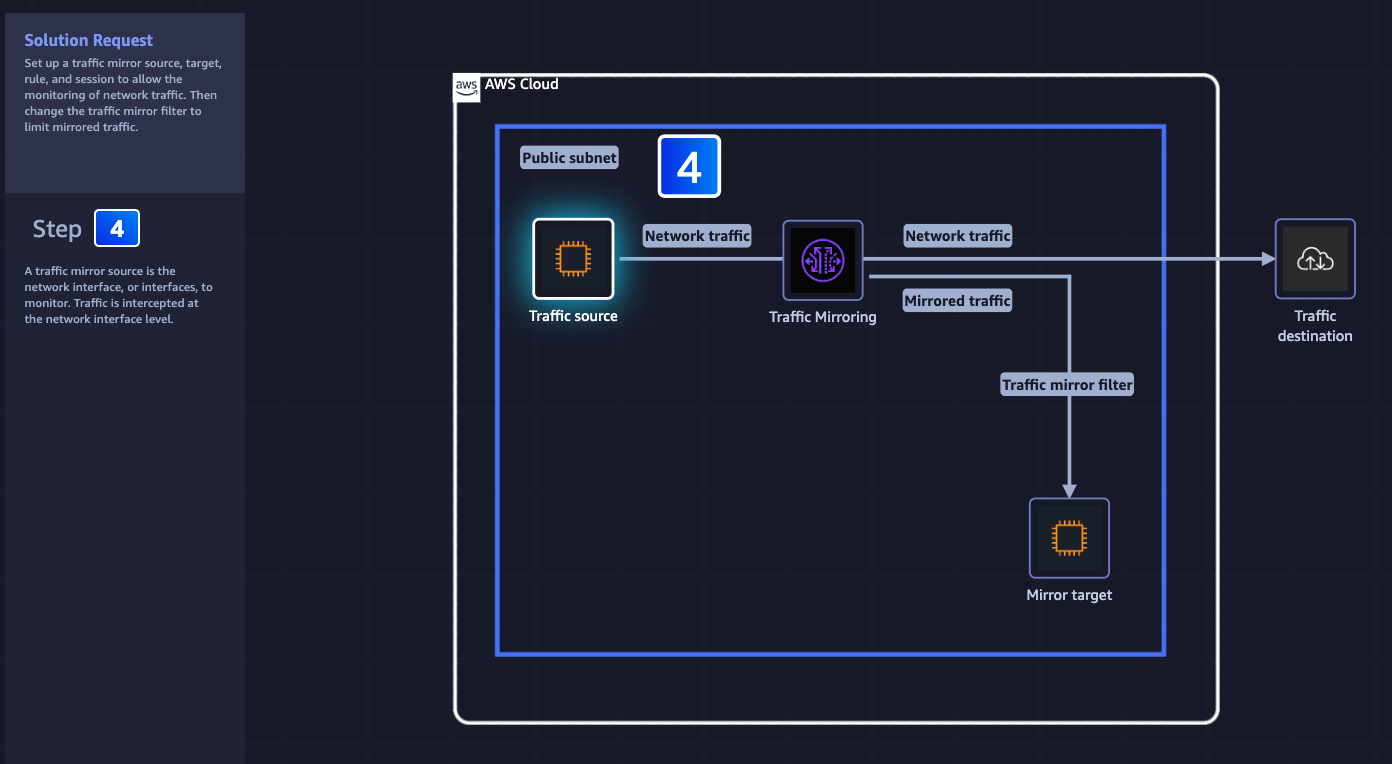 Solution Request
Set up a traffic mirror source, target,
rule, and session to allow the
monitoring of network traffic. Then
change the traffic mirror filter to
limit mirrored traffic.
Step 4
A traffic mirror source is the
network interface, or interfaces, to
monitor. Traffic is intercepted at
the network interface level.
aws AWS Cloud
Public subnet
4
Network traffic
Network traffic
Mirrored traffic
Traffic source
Traffic Mirroring
Traffic
destination
Traffic mirror filter
Mirror target